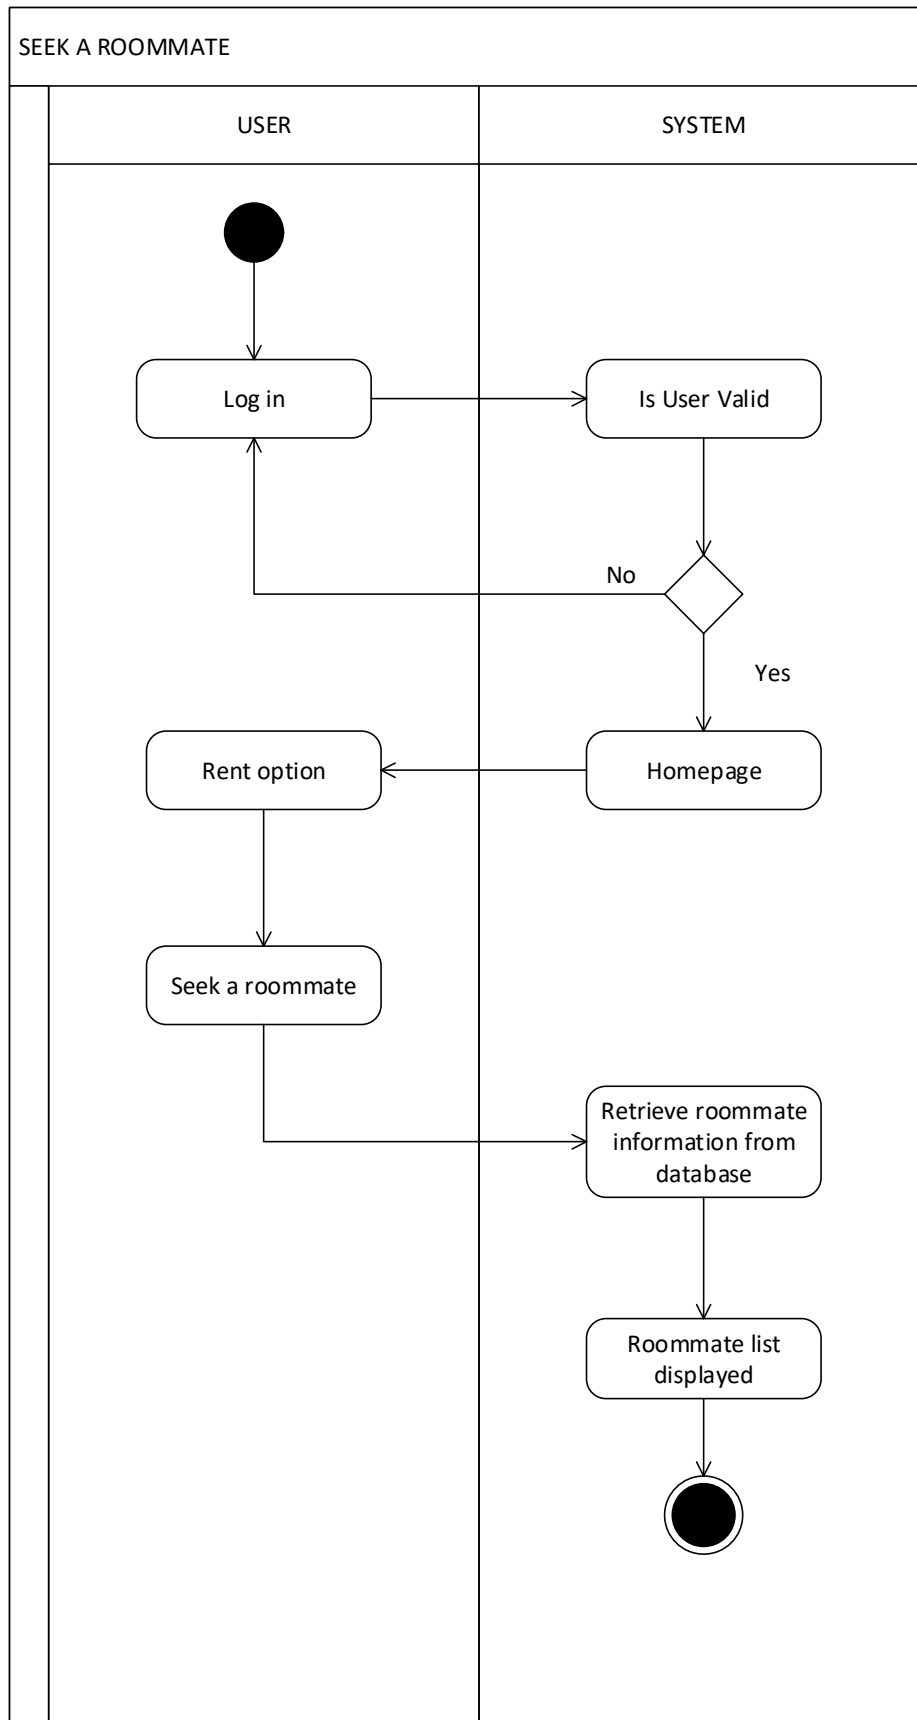 SEEK A ROOMMATE
USER
SYSTEM
Log in
Is User Valid
No
Yes
Rent option
Homepage
Seek a roommate
Retrieve roommate
information from
database
Roommate list
displayed